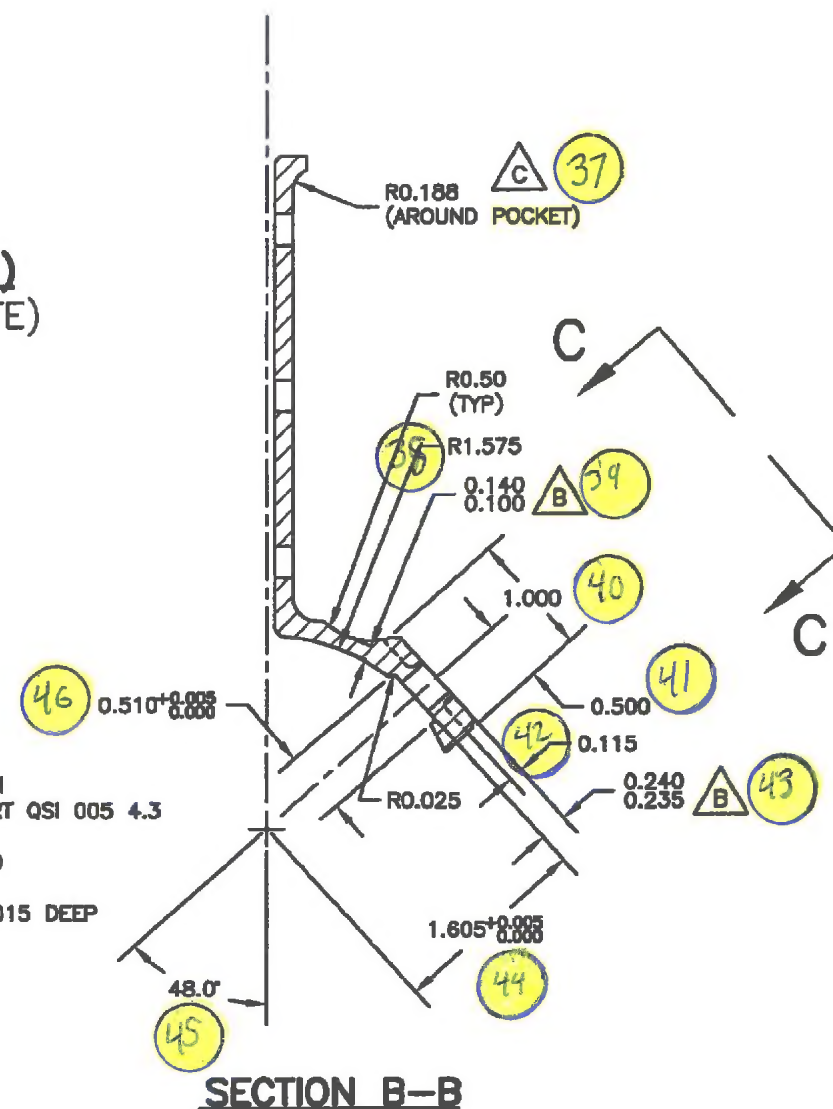 C 37
R0.188
(AROUND POCKET)
TE)
C
R0.50
(TYP)
38 R1.575
0.140
0.100 B 39
1.000 40
C
41
46 0.510+0.005
0.000
0.500
42 0.115
0.240
0.235 B 43
R0.025
RT QSI 005 4.3
015 DEEP
1.605+0.005
0.000
44
48.0°
45
SECTION B-B